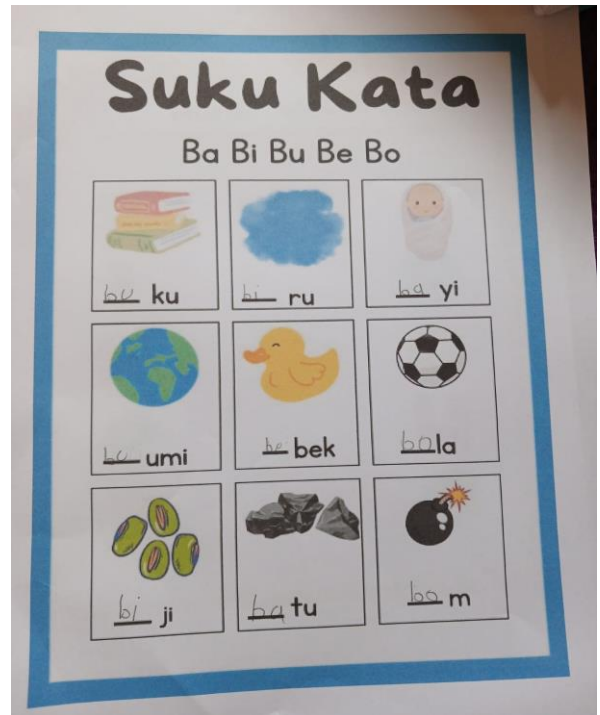 Suku Kata
Ba Bi Bu Be Bo
bu ku
bi ru
ba yi
bu umi
be bek
bola
bi ji
ba tu
bo m